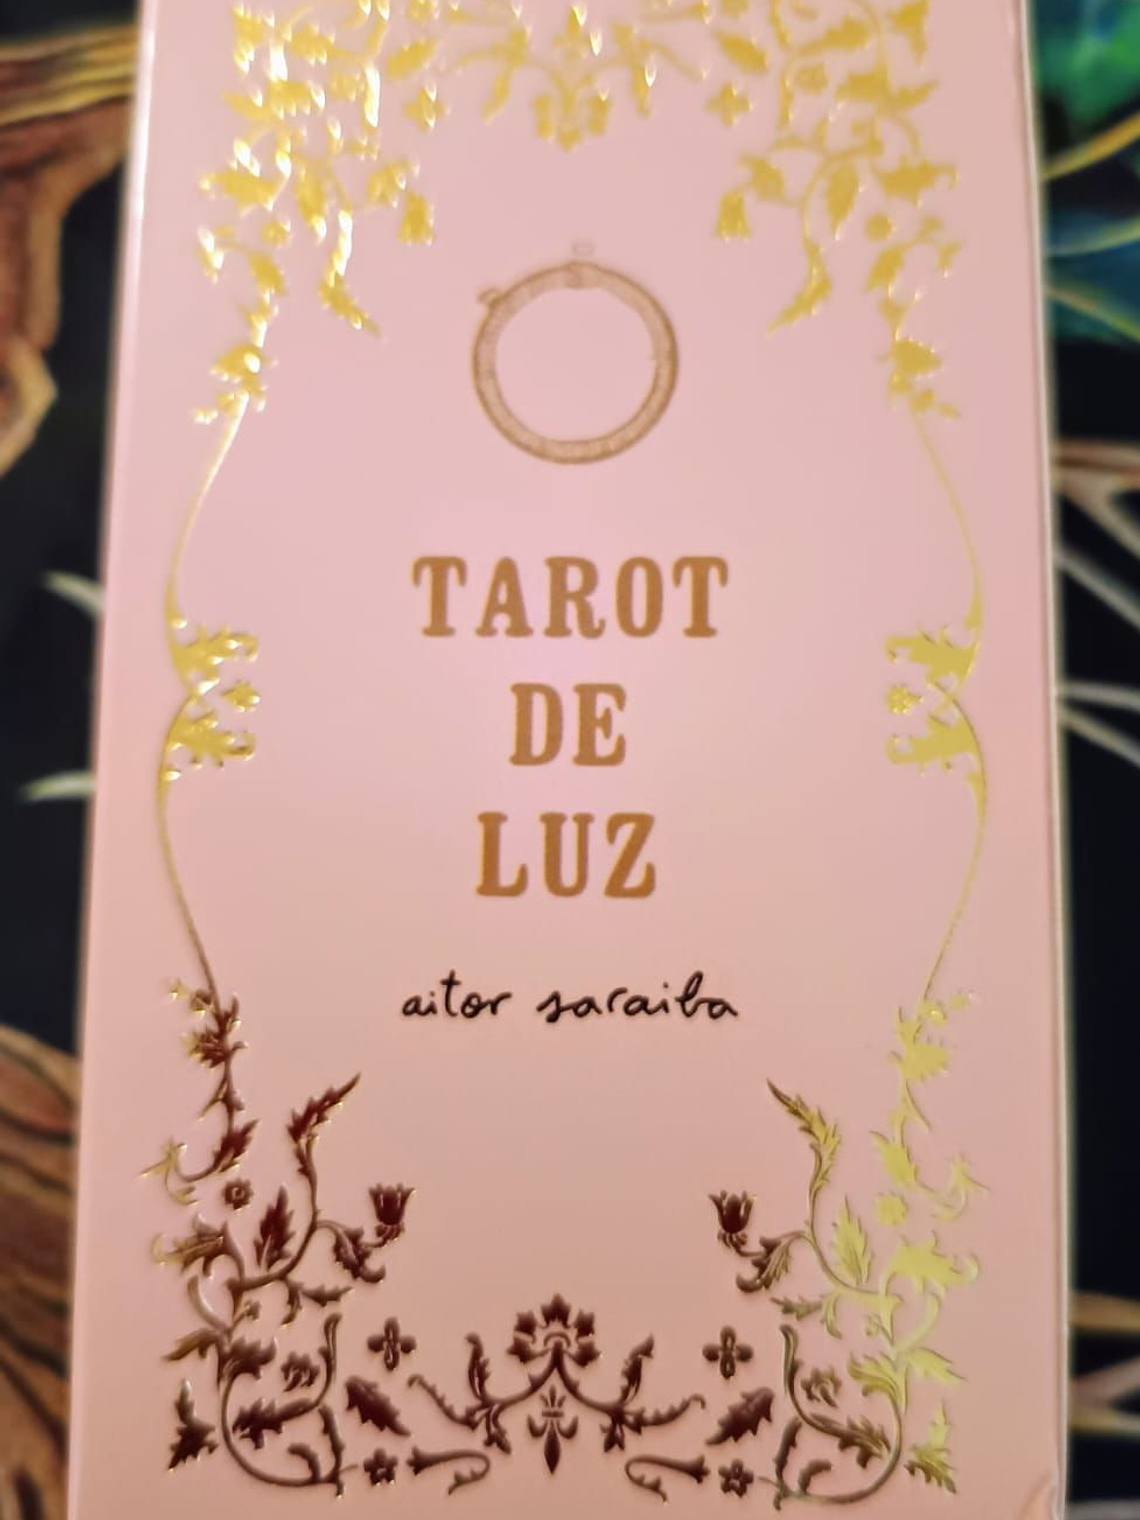 TAROT
DE
LUZ
aitor saraiba